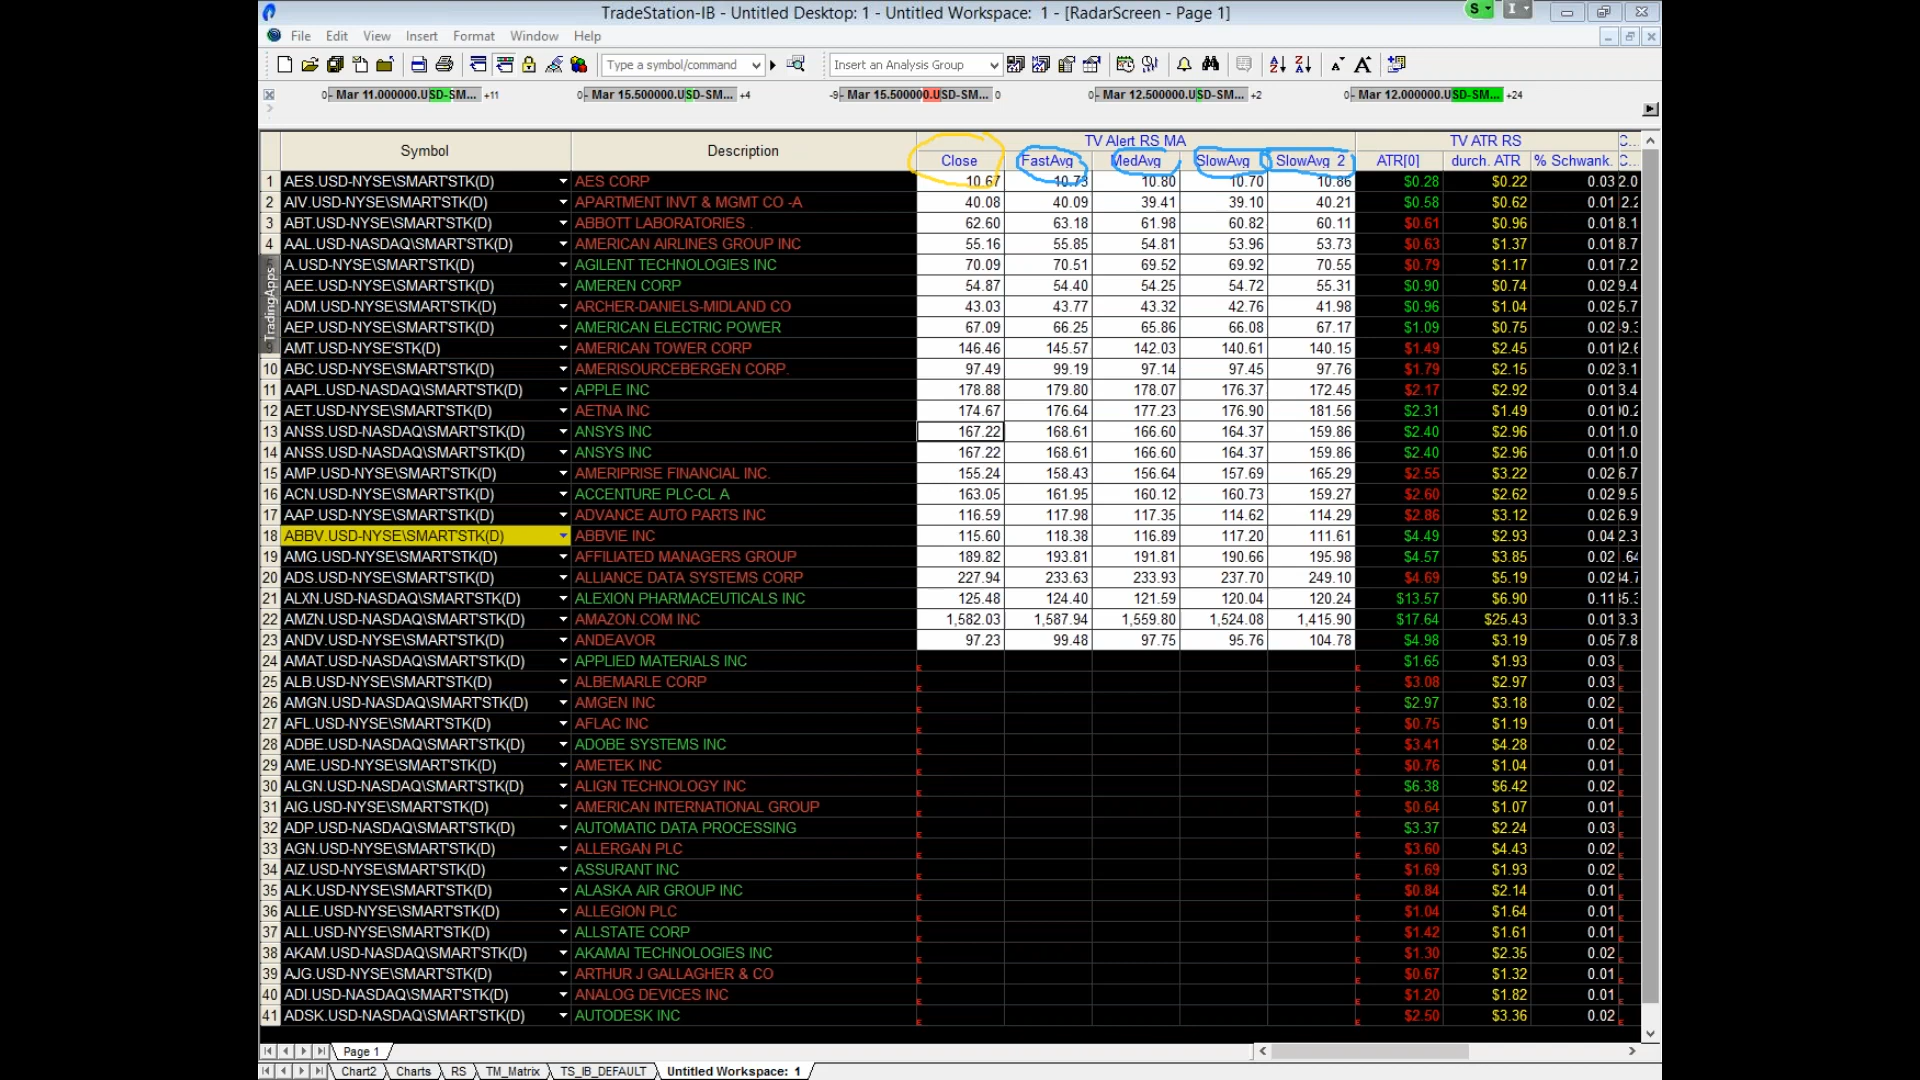 TradeStation-IB - Untitled Desktop: 1 - Untitled Workspace: 1 - [RadarScreen - Page 1]
S I
File Edit View Insert Format Window Help
Type a symbol/command Insert an Analysis Group
0 Mar 11.000000.USD-SM... +11 0 Mar 15.500000.USD-SM... +4 -9 Mar 15.500000.USD-SM... 0 0 Mar 12.500000.USD-SM... +2 0 Mar 12.000000.USD-SM... +24
TV Alert RS MA TV ATR RS C...
Symbol Description Close FastAvg MedAvg SlowAvg SlowAvg 2 ATR[0] durch. ATR % Schwank. C...
1 AES.USD-NYSE\SMART'STK(D) AES CORP 10.67 10.73 10.80 10.70 10.86 $0.28 $0.22 0.03 2.0
2 AIV.USD-NYSE\SMART'STK(D) APARTMENT INVT & MGMT CO -A 40.08 40.09 39.41 39.10 40.21 $0.58 $0.62 0.01 2.2
3 ABT.USD-NYSE\SMART'STK(D) ABBOTT LABORATORIES . 62.60 63.18 61.98 60.82 60.11 $0.61 $0.96 0.01 8.1
4 AAL.USD-NASDAQ\SMART'STK(D) AMERICAN AIRLINES GROUP INC 55.16 55.85 54.81 53.96 53.73 $0.63 $1.37 0.01 8.7
A.USD-NYSE\SMART'STK(D) AGILENT TECHNOLOGIES INC 70.09 70.51 69.52 69.92 70.55 $0.79 $1.17 0.01 7.2
AEE.USD-NYSE\SMART'STK(D) AMEREN CORP 54.87 54.40 54.25 54.72 55.31 $0.90 $0.74 0.02 9.4
TradingApps
ADM.USD-NYSE\SMART'STK(D) ARCHER-DANIELS-MIDLAND CO 43.03 43.77 43.32 42.76 41.98 $0.96 $1.04 0.02 5.7
AEP.USD-NYSE\SMART'STK(D) AMERICAN ELECTRIC POWER 67.09 66.25 65.86 66.08 67.17 $1.09 $0.75 0.02 9.3
AMT.USD-NYSE'STK(D) AMERICAN TOWER CORP 146.46 145.57 142.03 140.61 140.15 $1.49 $2.45 0.01 2.6
10 ABC.USD-NYSE\SMART'STK(D) AMERISOURCEBERGEN CORP. 97.49 99.19 97.14 97.45 97.76 $1.79 $2.15 0.02 3.1
11 AAPL.USD-NASDAQ\SMART'STK(D) APPLE INC 178.88 179.80 178.07 176.37 172.45 $2.17 $2.92 0.01 3.4
12 AET.USD-NYSE\SMART'STK(D) AETNA INC 174.67 176.64 177.23 176.90 181.56 $2.31 $1.49 0.01 0.2
13 ANSS.USD-NASDAQ\SMART'STK(D) ANSYS INC 167.22 168.61 166.60 164.37 159.86 $2.40 $2.96 0.01 1.0
14 ANSS.USD-NASDAQ\SMART'STK(D) ANSYS INC 167.22 168.61 166.60 164.37 159.86 $2.40 $2.96 0.01 1.0
15 AMP.USD-NYSE\SMART'STK(D) AMERIPRISE FINANCIAL INC. 155.24 158.43 156.64 157.69 165.29 $2.55 $3.22 0.02 6.7
16 ACN.USD-NYSE\SMART'STK(D) ACCENTURE PLC-CL A 163.05 161.95 160.12 160.73 159.27 $2.60 $2.62 0.02 9.5
17 AAP.USD-NYSE\SMART'STK(D) ADVANCE AUTO PARTS INC 116.59 117.98 117.35 114.62 114.29 $2.86 $3.12 0.02 6.9
18 ABBV.USD-NYSE\SMART'STK(D) ABBVIE INC 115.60 118.38 116.89 117.20 111.61 $4.49 $2.93 0.04 2.3
19 AMG.USD-NYSE\SMART'STK(D) AFFILIATED MANAGERS GROUP 189.82 193.81 191.81 190.66 195.98 $4.57 $3.85 0.02 .64
20 ADS.USD-NYSE\SMART'STK(D) ALLIANCE DATA SYSTEMS CORP 227.94 233.63 233.93 237.70 249.10 $4.69 $5.19 0.02 4.7
21 ALXN.USD-NASDAQ\SMART'STK(D) ALEXION PHARMACEUTICALS INC 125.48 124.40 121.59 120.04 120.24 $13.57 $6.90 0.11 5.3
22 AMZN.USD-NASDAQ\SMART'STK(D) AMAZON.COM INC 1,582.03 1,587.94 1,559.80 1,524.08 1,415.90 $17.64 $25.43 0.01 3.3
23 ANDV.USD-NYSE\SMART'STK(D) ANDEAVOR 97.23 99.48 97.75 95.76 104.78 $4.98 $3.19 0.05 7.8
24 AMAT.USD-NASDAQ\SMART'STK(D) APPLIED MATERIALS INC E E $1.65 $1.93 0.03 E
25 ALB.USD-NYSE\SMART'STK(D) ALBEMARLE CORP E E $3.08 $2.97 0.03 E
26 AMGN.USD-NASDAQ\SMART'STK(D) AMGEN INC E E $2.97 $3.18 0.02 E
27 AFL.USD-NYSE\SMART'STK(D) AFLAC INC E E $0.75 $1.19 0.01 E
28 ADBE.USD-NASDAQ\SMART'STK(D) ADOBE SYSTEMS INC E E $3.41 $4.28 0.02 E
29 AME.USD-NYSE\SMART'STK(D) AMETEK INC E E $0.76 $1.04 0.01 E
30 ALGN.USD-NASDAQ\SMART'STK(D) ALIGN TECHNOLOGY INC E E $6.38 $6.42 0.02 E
31 AIG.USD-NYSE\SMART'STK(D) AMERICAN INTERNATIONAL GROUP E E $0.64 $1.07 0.01 E
32 ADP.USD-NASDAQ\SMART'STK(D) AUTOMATIC DATA PROCESSING E E $3.37 $2.24 0.03 E
33 AGN.USD-NYSE\SMART'STK(D) ALLERGAN PLC E E $3.60 $4.43 0.02 E
34 AIZ.USD-NYSE\SMART'STK(D) ASSURANT INC E E $1.69 $1.93 0.02 E
35 ALK.USD-NYSE\SMART'STK(D) ALASKA AIR GROUP INC E E $0.84 $2.14 0.01 E
36 ALLE.USD-NYSE\SMART'STK(D) ALLEGION PLC E E $1.04 $1.64 0.01 E
37 ALL.USD-NYSE\SMART'STK(D) ALLSTATE CORP E E $1.42 $1.61 0.01 E
38 AKAM.USD-NASDAQ\SMART'STK(D) AKAMAI TECHNOLOGIES INC E E $1.30 $2.35 0.02 E
39 AJG.USD-NYSE\SMART'STK(D) ARTHUR J GALLAGHER & CO E E $0.67 $1.32 0.01 E
40 ADI.USD-NASDAQ\SMART'STK(D) ANALOG DEVICES INC E E $1.20 $1.82 0.01 E
41 ADSK.USD-NASDAQ\SMART'STK(D) AUTODESK INC E E $2.50 $3.36 0.02 E
Page 1
Chart2 Charts RS TM_Matrix TS_IB_DEFAULT Untitled Workspace: 1